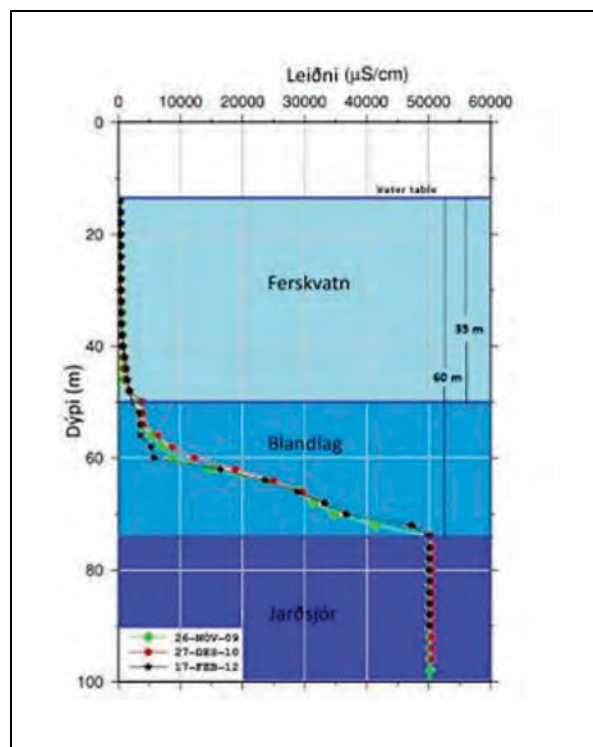 Leiðni (µS/cm)
0 10000 20000 30000 40000 50000 60000
0
Water table
20
Ferskvatn
35 m
40
60 m
Dýpi (m)
Blandlag
60
80
Jarðsjór
26-NOV-09
27-DES-10
17-FEB-12
100